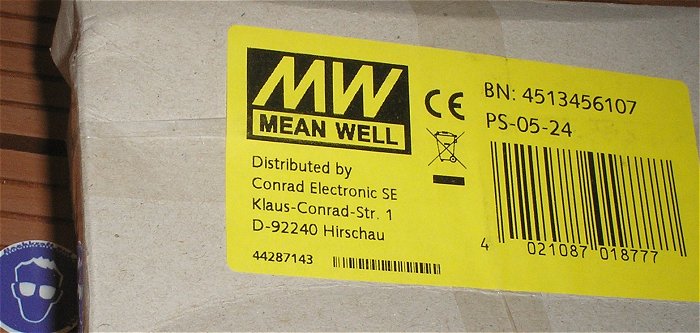 MW
MEAN WELL
Distributed by
Conrad Electronic SE
Klaus-Conrad-Str. 1
D-92240 Hirschau
44287143
CE
BN: 4513456107
PS-05-24
4 021087 018777